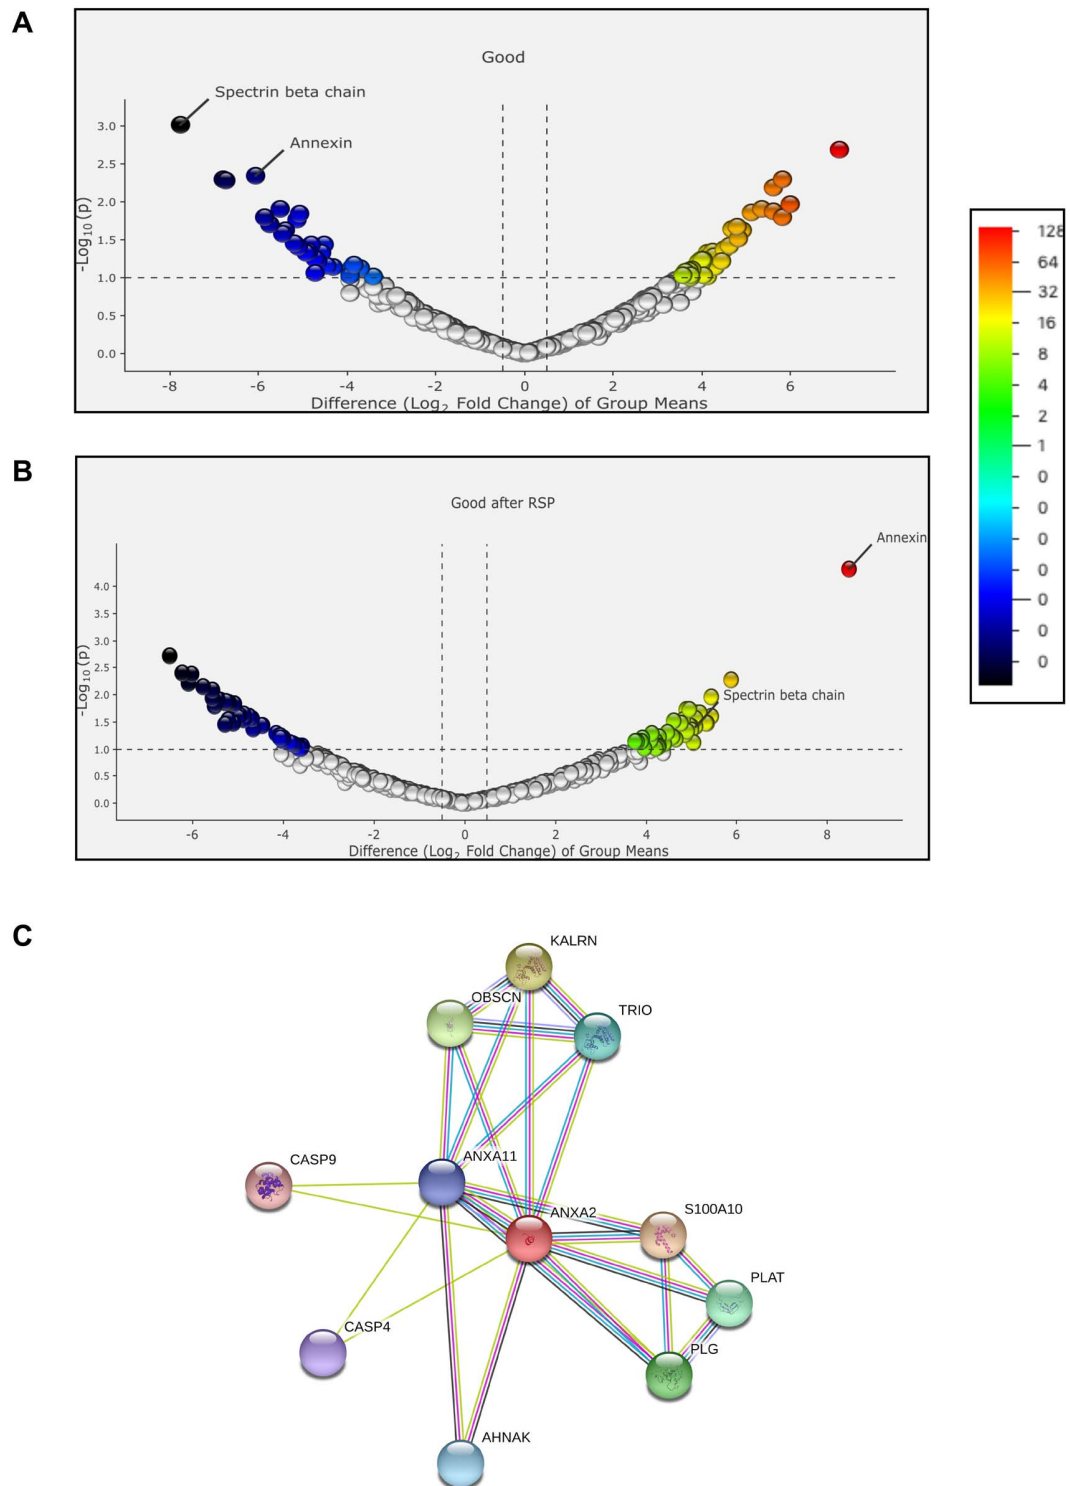 A
Good
Spectrin beta chain
Annexin
3.0
2.5
2.0
1.5
1.0
0.5
0.0
-Log10 (p)
-8 -6 -4 -2 0 2 4 6
Difference (Log2 Fold Change) of Group Means
128
64
32
16
8
4
2
1
0
0
0
0
0
0
0
B
Good after RSP
Annexin
Spectrin beta chain
4.0
3.5
3.0
2.5
2.0
1.5
1.0
0.5
0.0
-Log10 (p)
-6 -4 -2 0 2 4 6 8
Difference (Log2 Fold Change) of Group Means
C
KALRN
OBSCN
TRIO
ANXA11
CASP9
ANXA2
S100A10
PLAT
CASP4
PLG
AHNAK